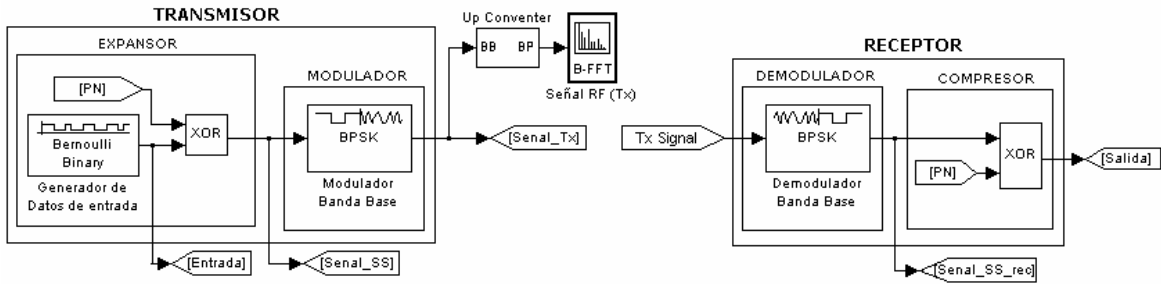 TRANSMISOR
EXPANSOR
[PN]
XOR
Bernoulli
Binary
Generador de
Datos de entrada
[Entrada]
MODULADOR
BPSK
Modulador
Banda Base
[Senal_SS]
Up Conventer
BB BP
B-FFT
Señal RF (Tx)
[Senal_Tx]
RECEPTOR
Tx Signal
DEMODULADOR
BPSK
Demodulador
Banda Base
COMPRESOR
[PN]
XOR
[Salida]
[Senal_SS_rec]